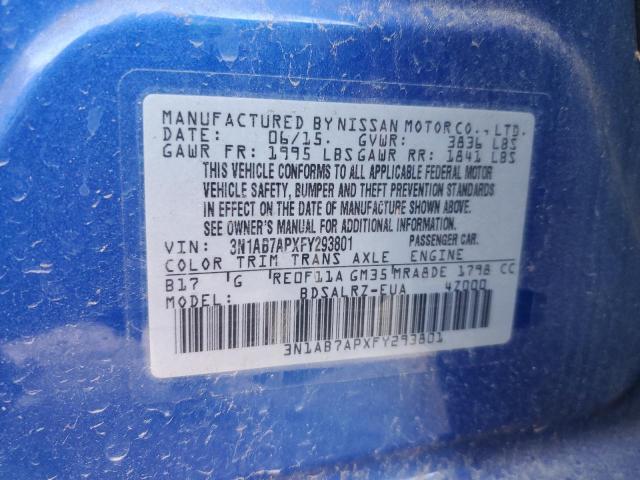 MANUFACTURED BY NISSAN MOTOR CO., LTD.
DATE: 06/15. GVWR: 3836 LBS
GAWR FR: 1995 LBS GAWR RR: 1841 LBS
THIS VEHICLE CONFORMS TO ALL APPLICABLE FEDERAL MOTOR
VEHICLE SAFETY, BUMPER AND THEFT PREVENTION STANDARDS
IN EFFECT ON THE DATE OF MANUFACTURE SHOWN ABOVE.
SEE OWNER'S MANUAL FOR ADDITIONAL INFORMATION.
VIN: 3N1AB7APXFY293801 PASSENGER CAR.
COLOR TRIM TRANS AXLE ENGINE
B17 'G RE0F11A GM35 MRA8DE 1798 CC
MODEL: BDSALRZ-EUA 4Z000
3N1AB7APXFY293801